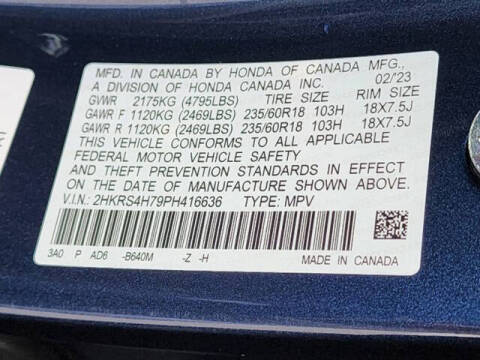 MFD. IN CANADA BY HONDA OF CANADA MFG.,
A DIVISION OF HONDA CANADA INC. 02/23
GVWR 2175KG (4795LBS) TIRE SIZE RIM SIZE
GAWR F 1120KG (2469LBS) 235/60R18 103H 18X7.5J
GAWR R 1120KG (2469LBS) 235/60R18 103H 18X7.5J
THIS VEHICLE CONFORMS TO ALL APPLICABLE
FEDERAL MOTOR VEHICLE SAFETY
AND THEFT PREVENTION STANDARDS IN EFFECT
ON THE DATE OF MANUFACTURE SHOWN ABOVE.
V.I.N.: 2HKRS4H79PH416636 TYPE: MPV
3A0 P AD6 -B640M -Z -H MADE IN CANADA